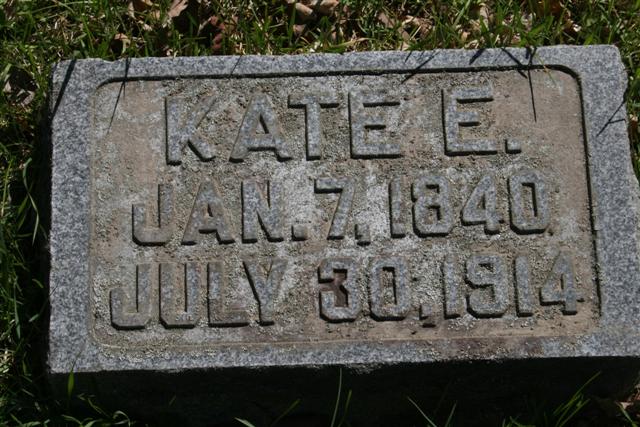 KATE E.
JAN. 7, 1840
JULY 30, 1914